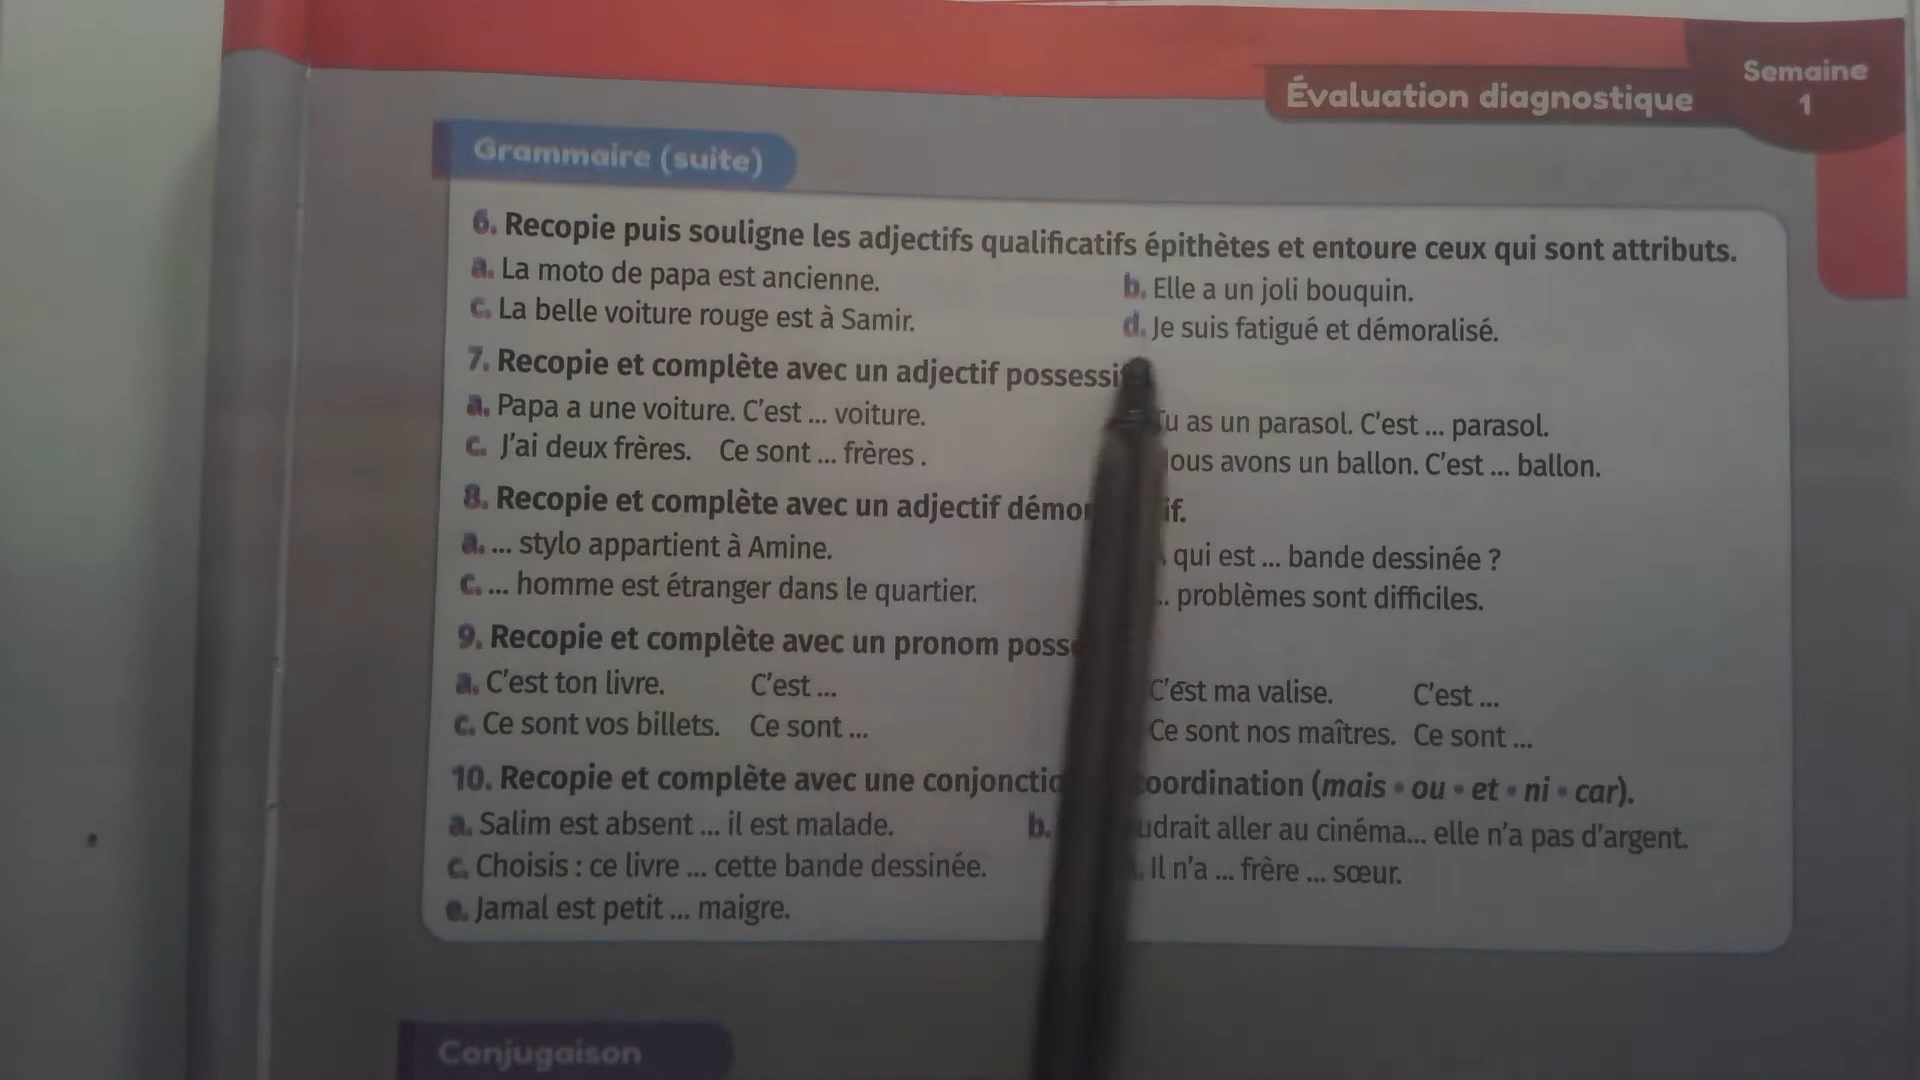 Semaine
1
Évaluation diagnostique
Grammaire (suite)
6. Recopie puis souligne les adjectifs qualificatifs épithètes et entoure ceux qui sont attributs.
a. La moto de papa est ancienne. b. Elle a un joli bouquin.
c. La belle voiture rouge est à Samir. d. Je suis fatigué et démoralisé.
7. Recopie et complète avec un adjectif
a. Papa a une voiture. C'est ... voiture. as un parasol. C'est ... parasol.
c. J'ai deux frères. Ce sont ... frères . avons un ballon. C'est ... ballon.
8. Recopie et complète avec un adjectif
a. ... stylo appartient à Amine. qui est ... bande dessinée ?
c. ... homme est étranger dans le quartier. problèmes sont difficiles.
9. Recopie et complète avec un pronom
a. C'est ton livre. C'est ... C'est ma valise. C'est ...
c. Ce sont vos billets. Ce sont ... Ce sont nos maîtres. Ce sont ...
10. Recopie et complète avec une (mais • ou • et • ni • car).
a. Salim est absent ... il est malade. b. aller au cinéma... elle n'a pas d'argent.
c. Choisis : ce livre ... cette bande dessinée. Il n'a ... frère ... sœur.
e. Jamal est petit ... maigre.
Conjugaison